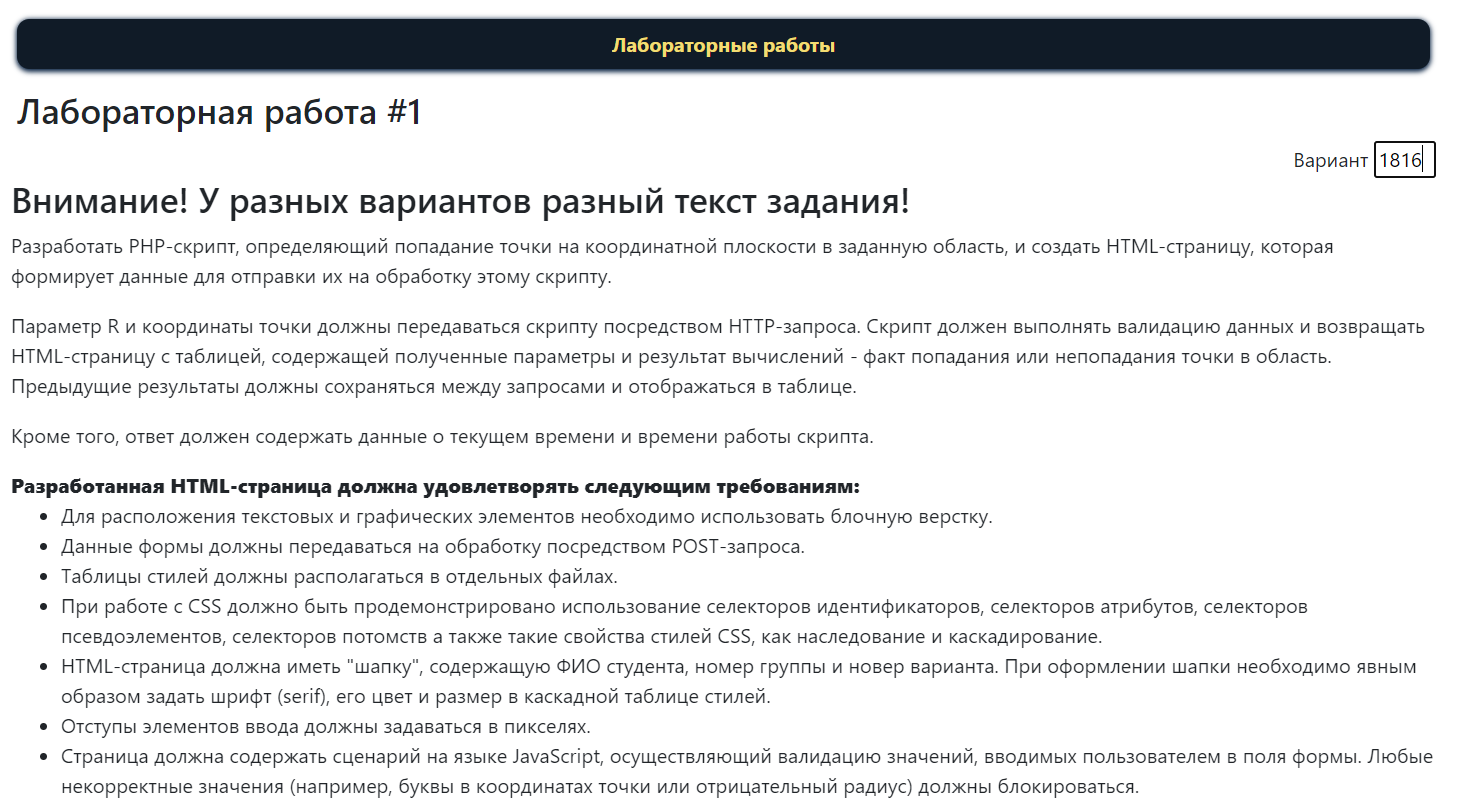 Лабораторные работы
Лабораторная работа #1
Вариант 1816
Внимание! У разных вариантов разный текст задания!
Разработать PHP-скрипт, определяющий попадание точки на координатной плоскости в заданную область, и создать HTML-страницу, которая
формирует данные для отправки их на обработку этому скрипту.
Параметр R и координаты точки должны передаваться скрипту посредством HTTP-запроса. Скрипт должен выполнять валидацию данных и возвращать
HTML-страницу с таблицей, содержащей полученные параметры и результат вычислений - факт попадания или непопадания точки в область.
Предыдущие результаты должны сохраняться между запросами и отображаться в таблице.
Кроме того, ответ должен содержать данные о текущем времени и времени работы скрипта.
Разработанная HTML-страница должна удовлетворять следующим требованиям:
• Для расположения текстовых и графических элементов необходимо использовать блочную верстку.
• Данные формы должны передаваться на обработку посредством POST-запроса.
• Таблицы стилей должны располагаться в отдельных файлах.
• При работе с CSS должно быть продемонстрировано использование селекторов идентификаторов, селекторов атрибутов, селекторов
псевдоэлементов, селекторов потомств а также такие свойства стилей CSS, как наследование и каскадирование.
• HTML-страница должна иметь "шапку", содержащую ФИО студента, номер группы и новер варианта. При оформлении шапки необходимо явным
образом задать шрифт (serif), его цвет и размер в каскадной таблице стилей.
• Отступы элементов ввода должны задаваться в пикселях.
• Страница должна содержать сценарий на языке JavaScript, осуществляющий валидацию значений, вводимых пользователем в поля формы. Любые
некорректные значения (например, буквы в координатах точки или отрицательный радиус) должны блокироваться.